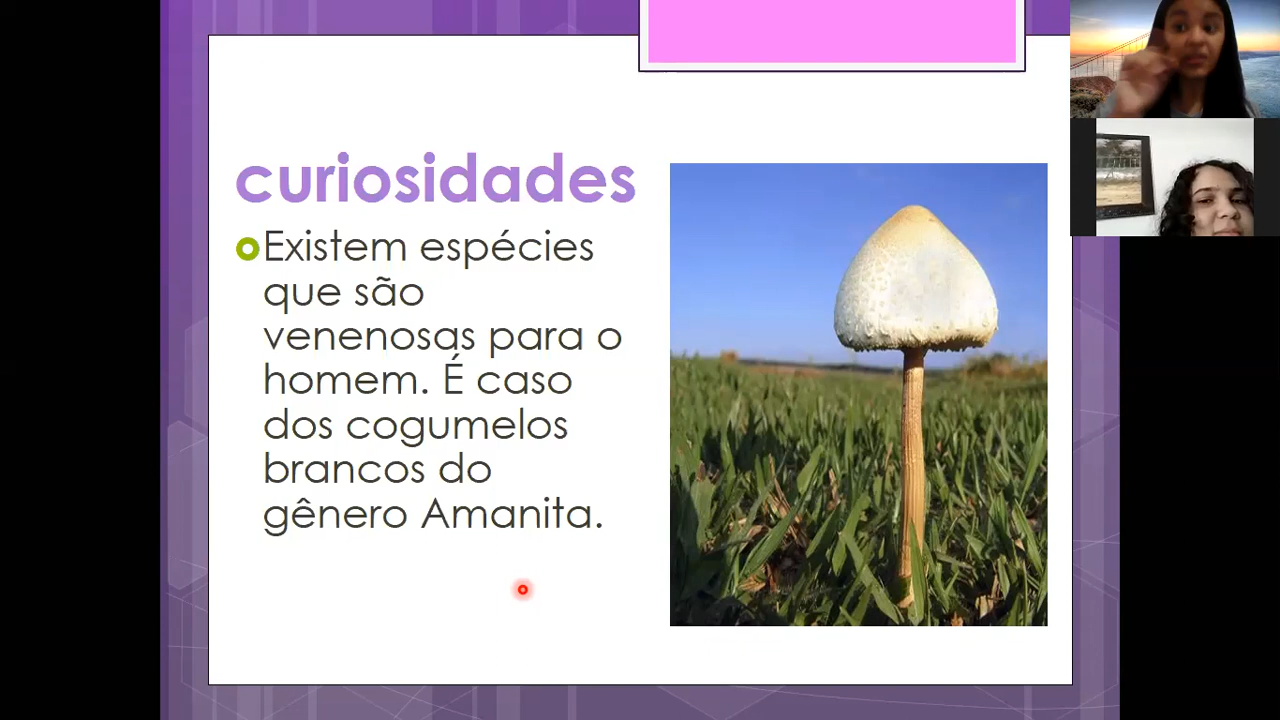 curiosidades
Existem espécies
que são
venenosas para o
homem. É caso
dos cogumelos
brancos do
gênero Amanita.